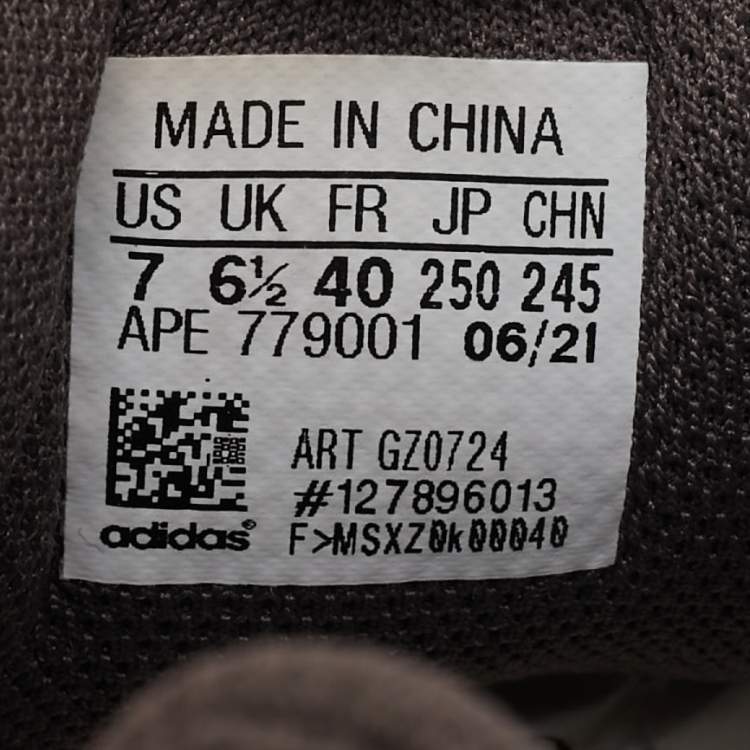 MADE IN CHINA
US UK FR JP CHN
7 6½ 40 250 245
APE 779001 06/21
ART GZ0724
#127896013
adidas® F>MSXZ0k00040